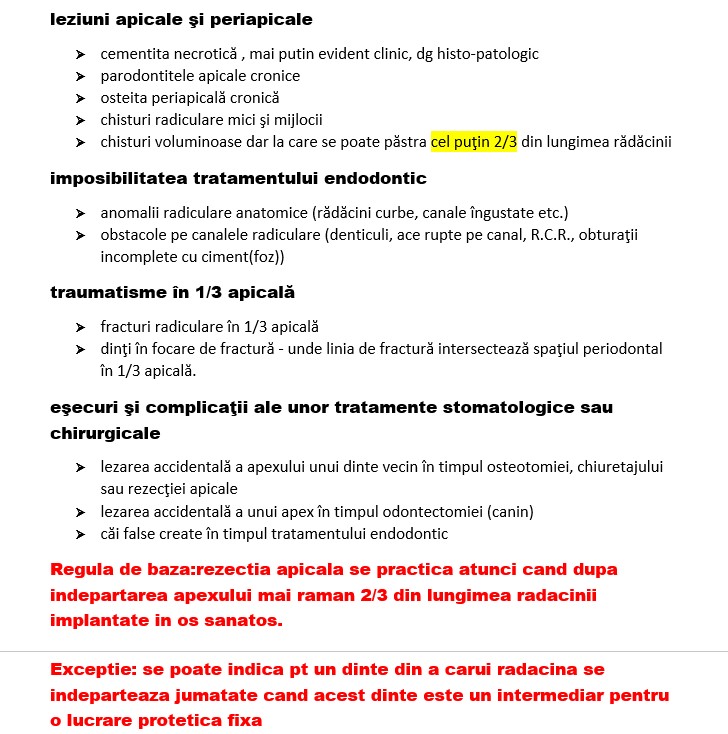 leziuni apicale şi periapicale
➢ cementita necrotică , mai putin evident clinic, dg histo-patologic
➢ parodontitele apicale cronice
➢ osteita periapicală cronică
➢ chisturi radiculare mici şi mijlocii
➢ chisturi voluminoase dar la care se poate păstra cel puţin 2/3 din lungimea rădăcinii
imposibilitatea tratamentului endodontic
➢ anomalii radiculare anatomice (rădăcini curbe, canale îngustate etc.)
➢ obstacole pe canalele radiculare (denticuli, ace rupte pe canal, R.C.R., obturaţii
incomplete cu ciment(foz))
traumatisme în 1/3 apicală
➢ fracturi radiculare în 1/3 apicală
➢ dinţi în focare de fractură - unde linia de fractură intersectează spaţiul periodontal
în 1/3 apicală.
eşecuri şi complicaţii ale unor tratamente stomatologice sau
chirurgicale
➢ lezarea accidentală a apexului unui dinte vecin în timpul osteotomiei, chiuretajului
sau rezecţiei apicale
➢ lezarea accidentală a unui apex în timpul odontectomiei (canin)
➢ căi false create în timpul tratamentului endodontic
Regula de baza:rezectia apicala se practica atunci cand dupa
indepartarea apexului mai raman 2/3 din lungimea radacinii
implantate in os sanatos.
Exceptie: se poate indica pt un dinte din a carui radacina se
indeparteaza jumatate cand acest dinte este un intermediar pentru
o lucrare protetica fixa